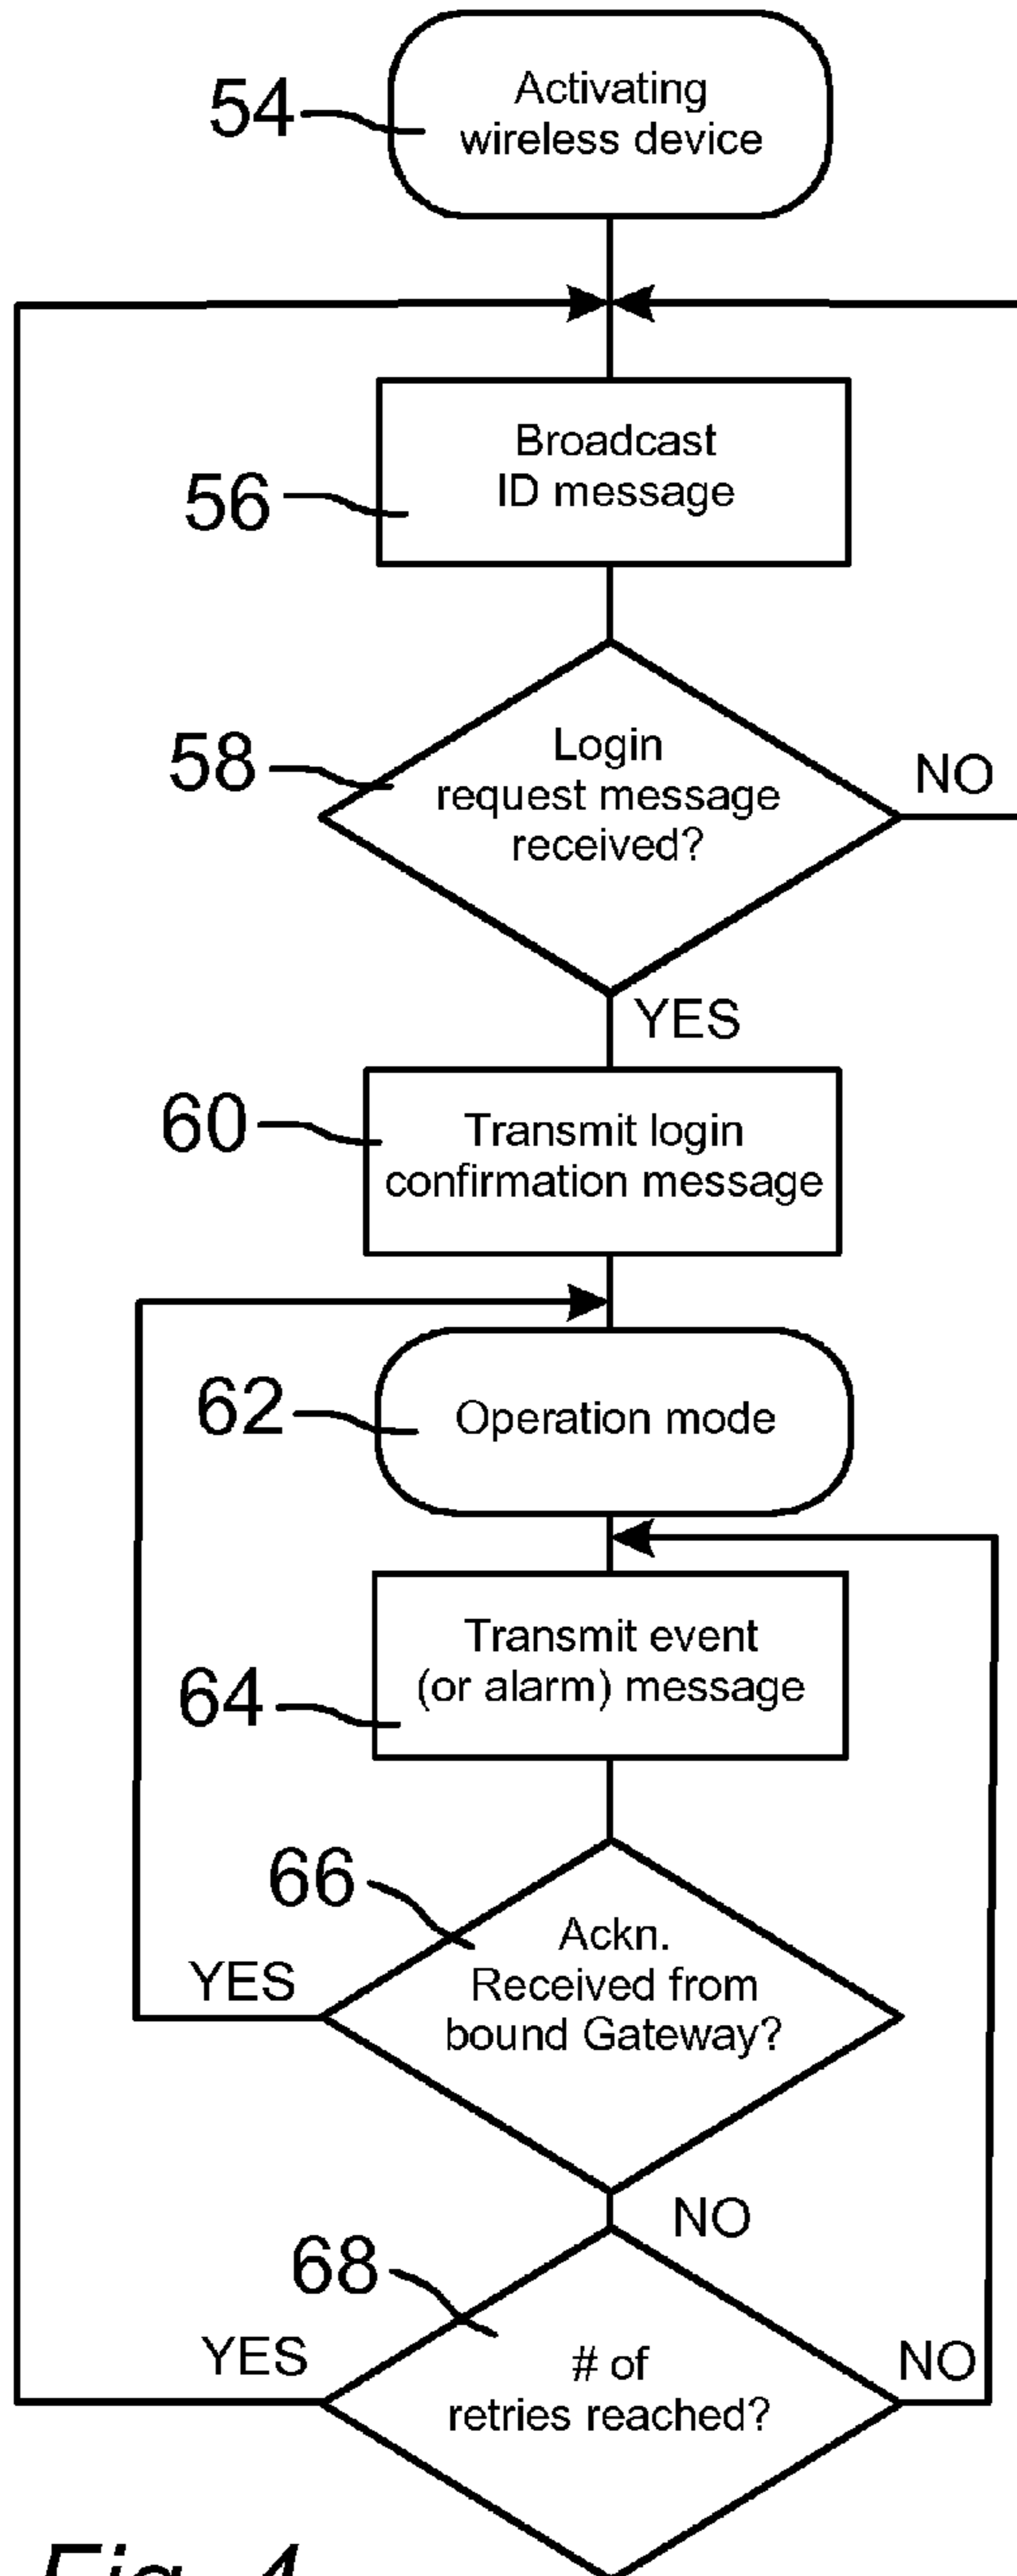 54
Activating
wireless device
56
Broadcast
ID message
58
Login
request message
received?
NO
YES
60
Transmit login
confirmation message
62
Operation mode
64
Transmit event
(or alarm) message
66
Ackn.
Received from
bound Gateway?
YES
NO
68
# of
retries reached?
YES
NO
Fig. 4